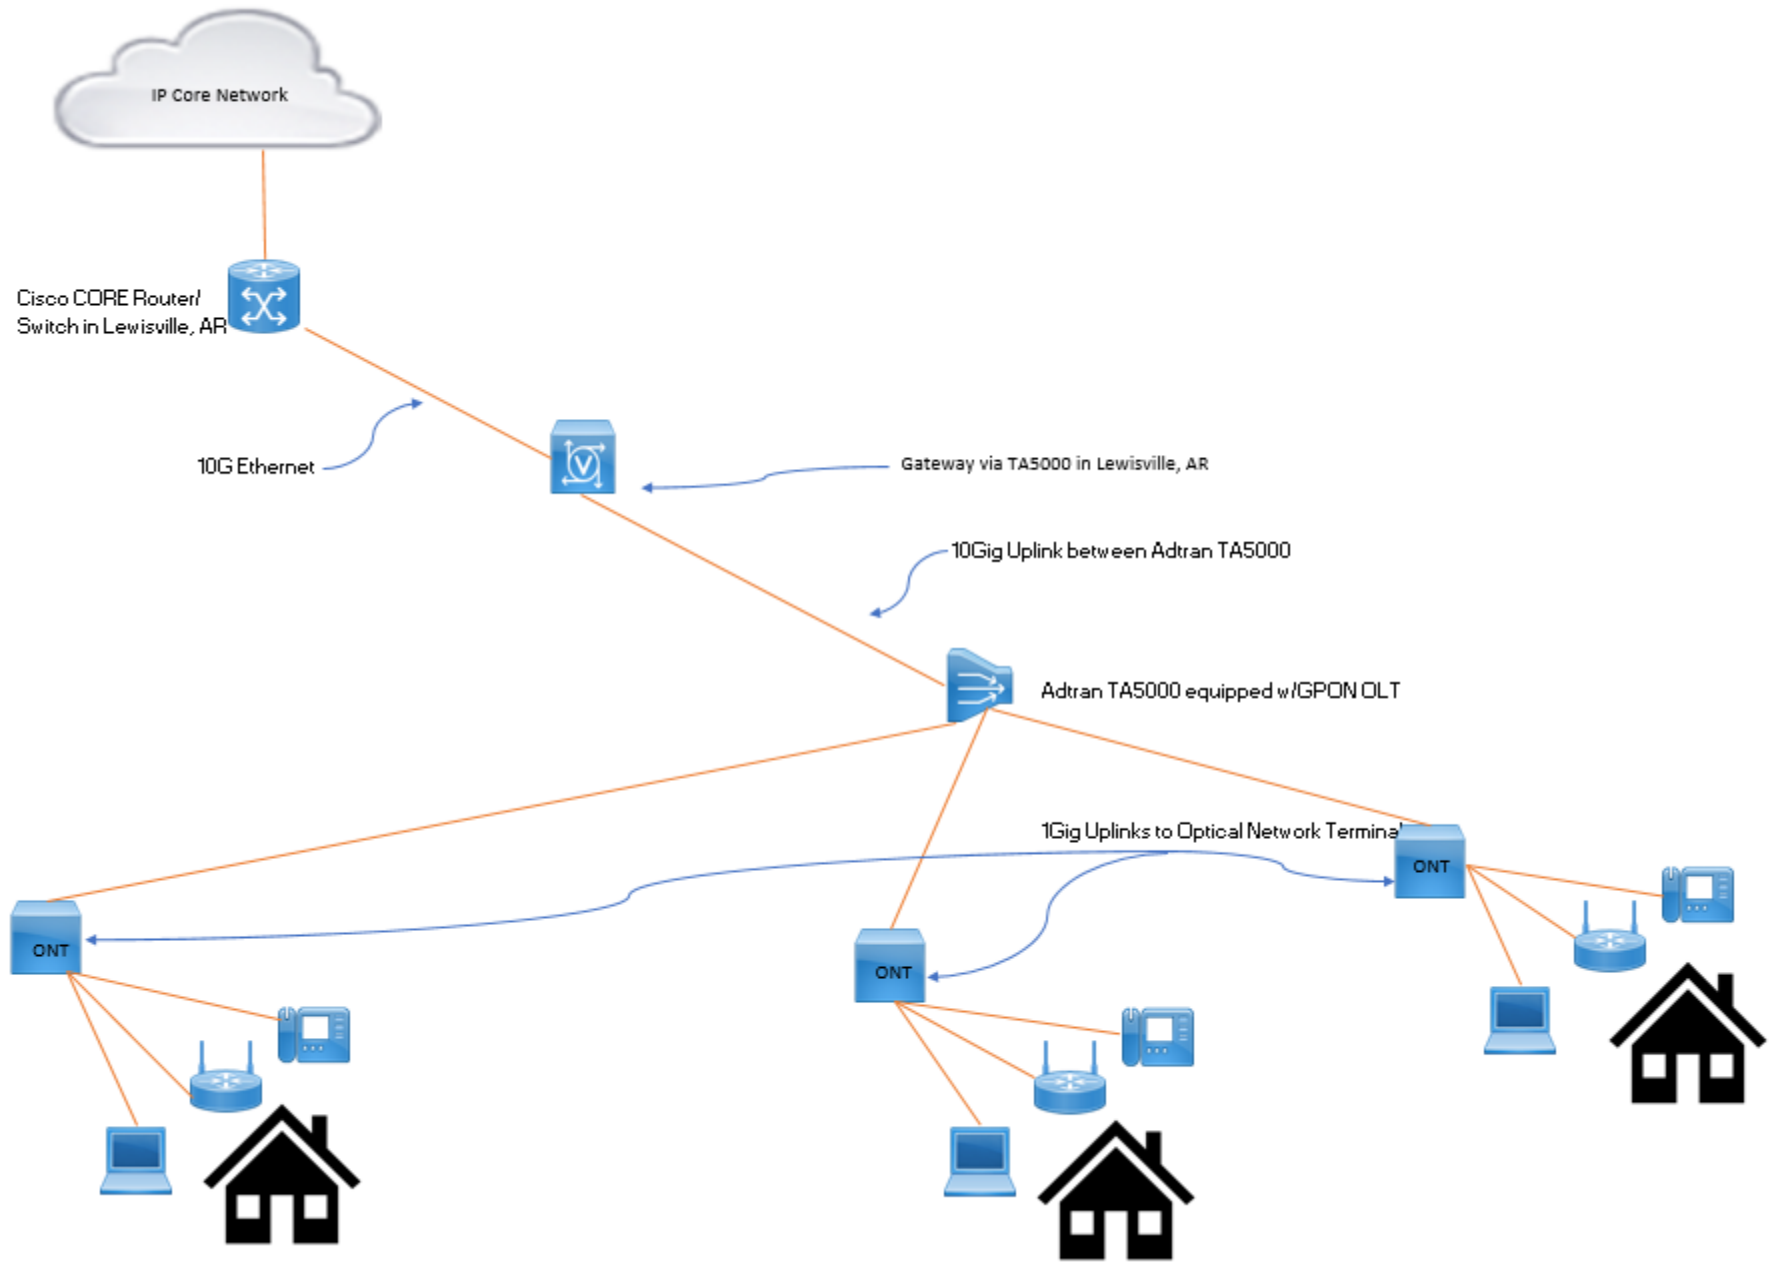 IP Core Network
Cisco CORE Router/
Switch in Lewisville, AR
10G Ethernet
Gateway via TA5000 in Lewisville, AR
10Gig Uplink between Adtran TA5000
Adtran TA5000 equipped w/GPON OLT
1Gig Uplinks to Optical Network Terminal
ONT
ONT
ONT
V